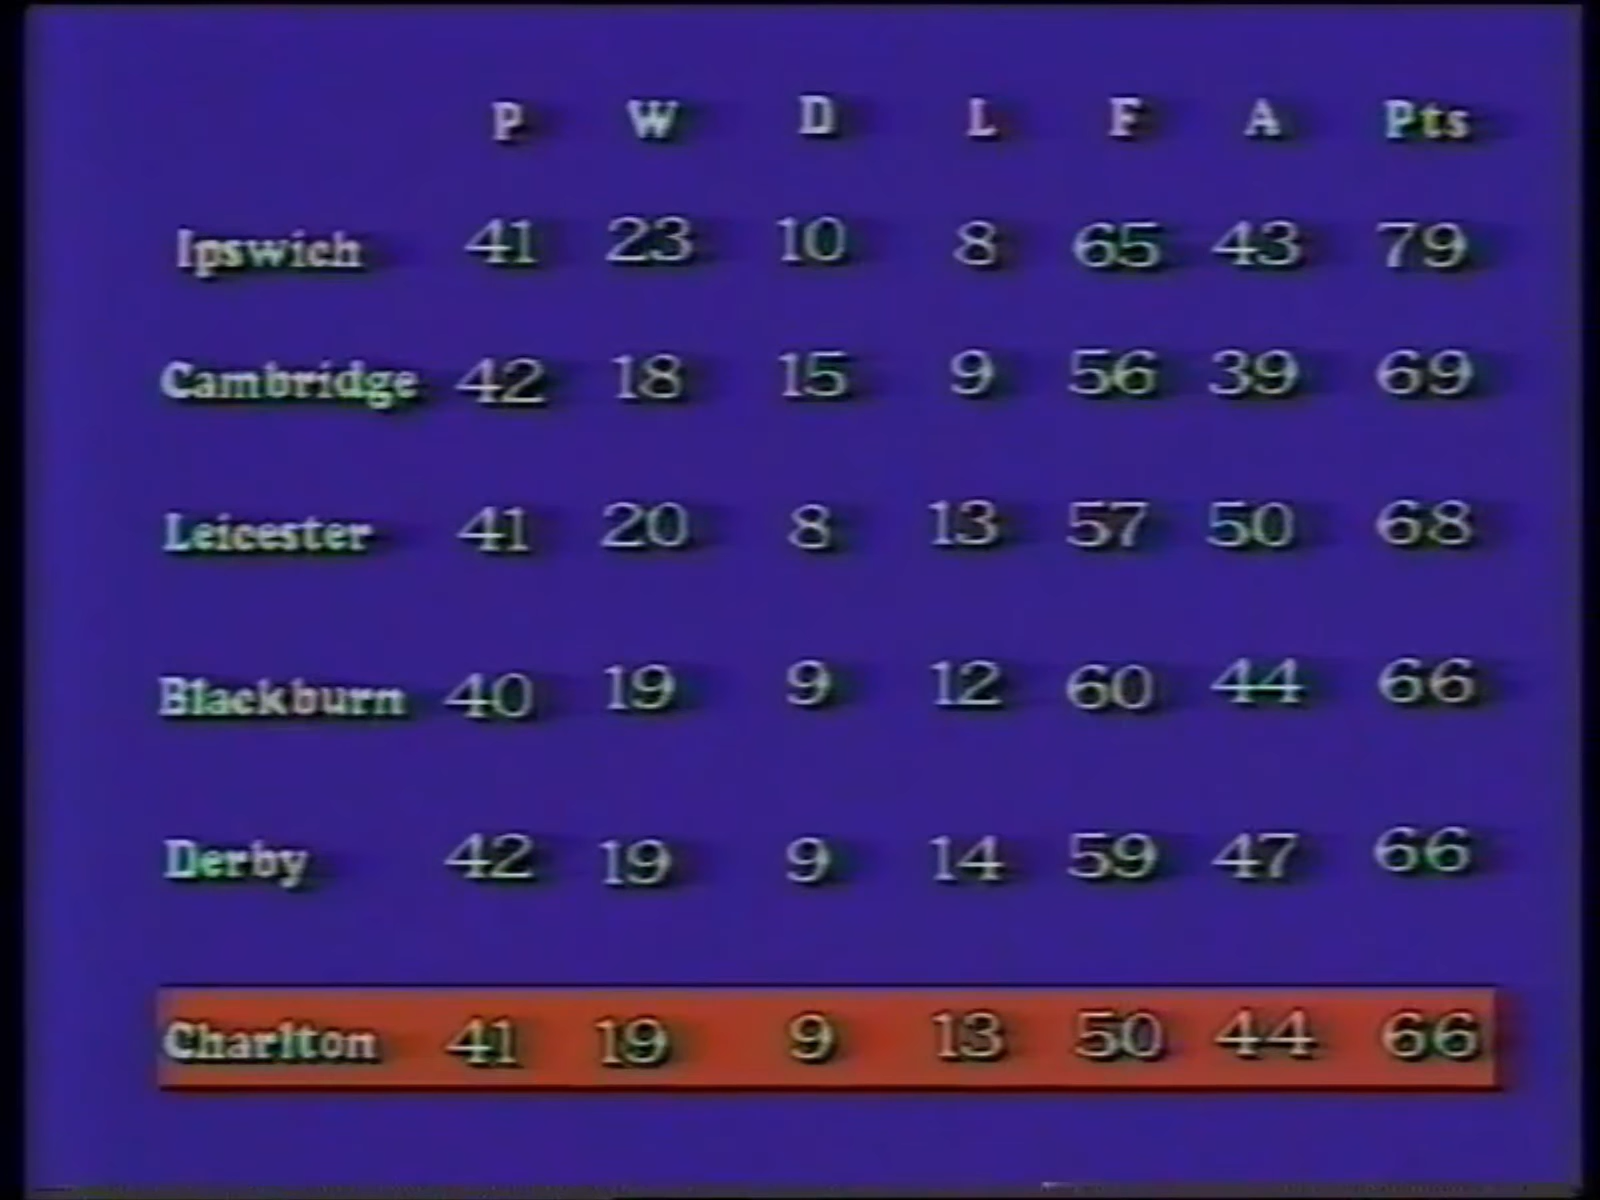 P W D L F A Pts
Ipswich 41 23 10 8 65 43 79
Cambridge 42 18 15 9 56 39 69
Leicester 41 20 8 13 57 50 68
Blackburn 40 19 9 12 60 44 66
Derby 42 19 9 14 59 47 66
Charlton 41 19 9 13 50 44 66